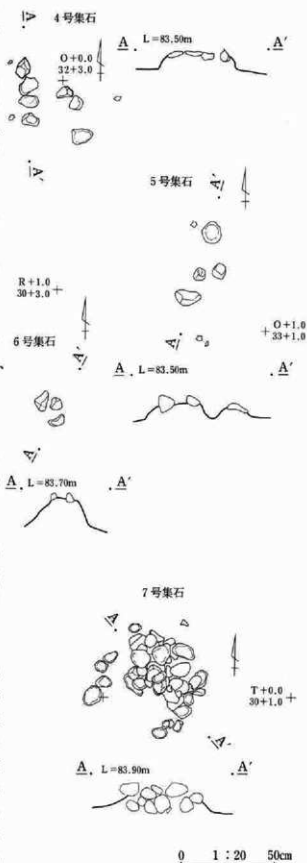 4号集石
A
O+0.0
32+3.0
A′
A L=83.50m A′
5号集石
A′
A
O+1.0
33+1.0
A L=83.50m A′
R+1.0
30+3.0
6号集石
A′
A
A L=83.70m A′
7号集石
A
T+0.0
30+1.0
A′
A L=83.90m A′
0 1:20 50cm